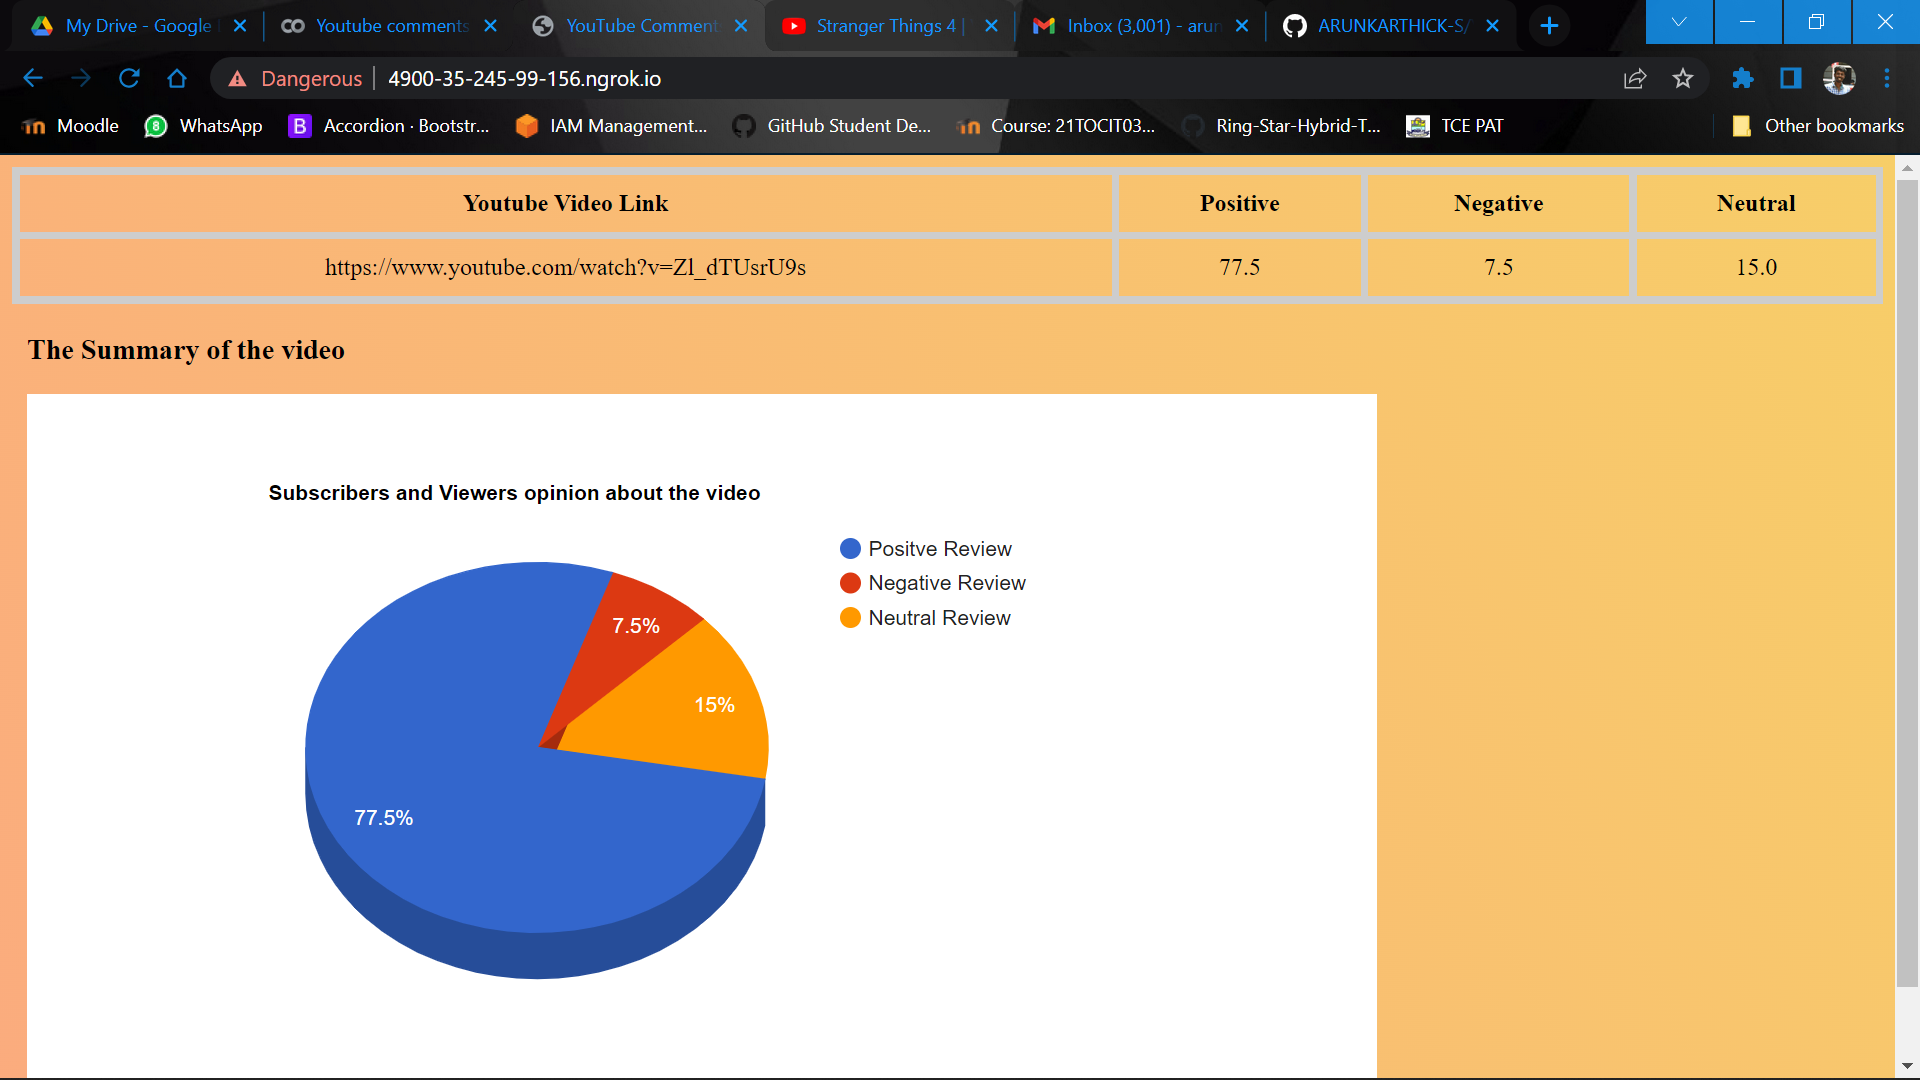 My Drive - Google
Youtube comments
YouTube Comment
Stranger Things 4 |
Inbox (3,001) - arun
ARUNKARTHICK-S/
Dangerous
4900-35-245-99-156.ngrok.io
Moodle
8
WhatsApp
B
Accordion · Bootstr...
IAM Management...
GitHub Student De...
Course: 21TOCIT03...
Ring-Star-Hybrid-T...
TCE PAT
Other bookmarks
Youtube Video Link Positive Negative Neutral
https://www.youtube.com/watch?v=Zl_dTUsrU9s 77.5 7.5 15.0
The Summary of the video
Subscribers and Viewers opinion about the video
Positve Review
Negative Review
Neutral Review
7.5%
15%
77.5%